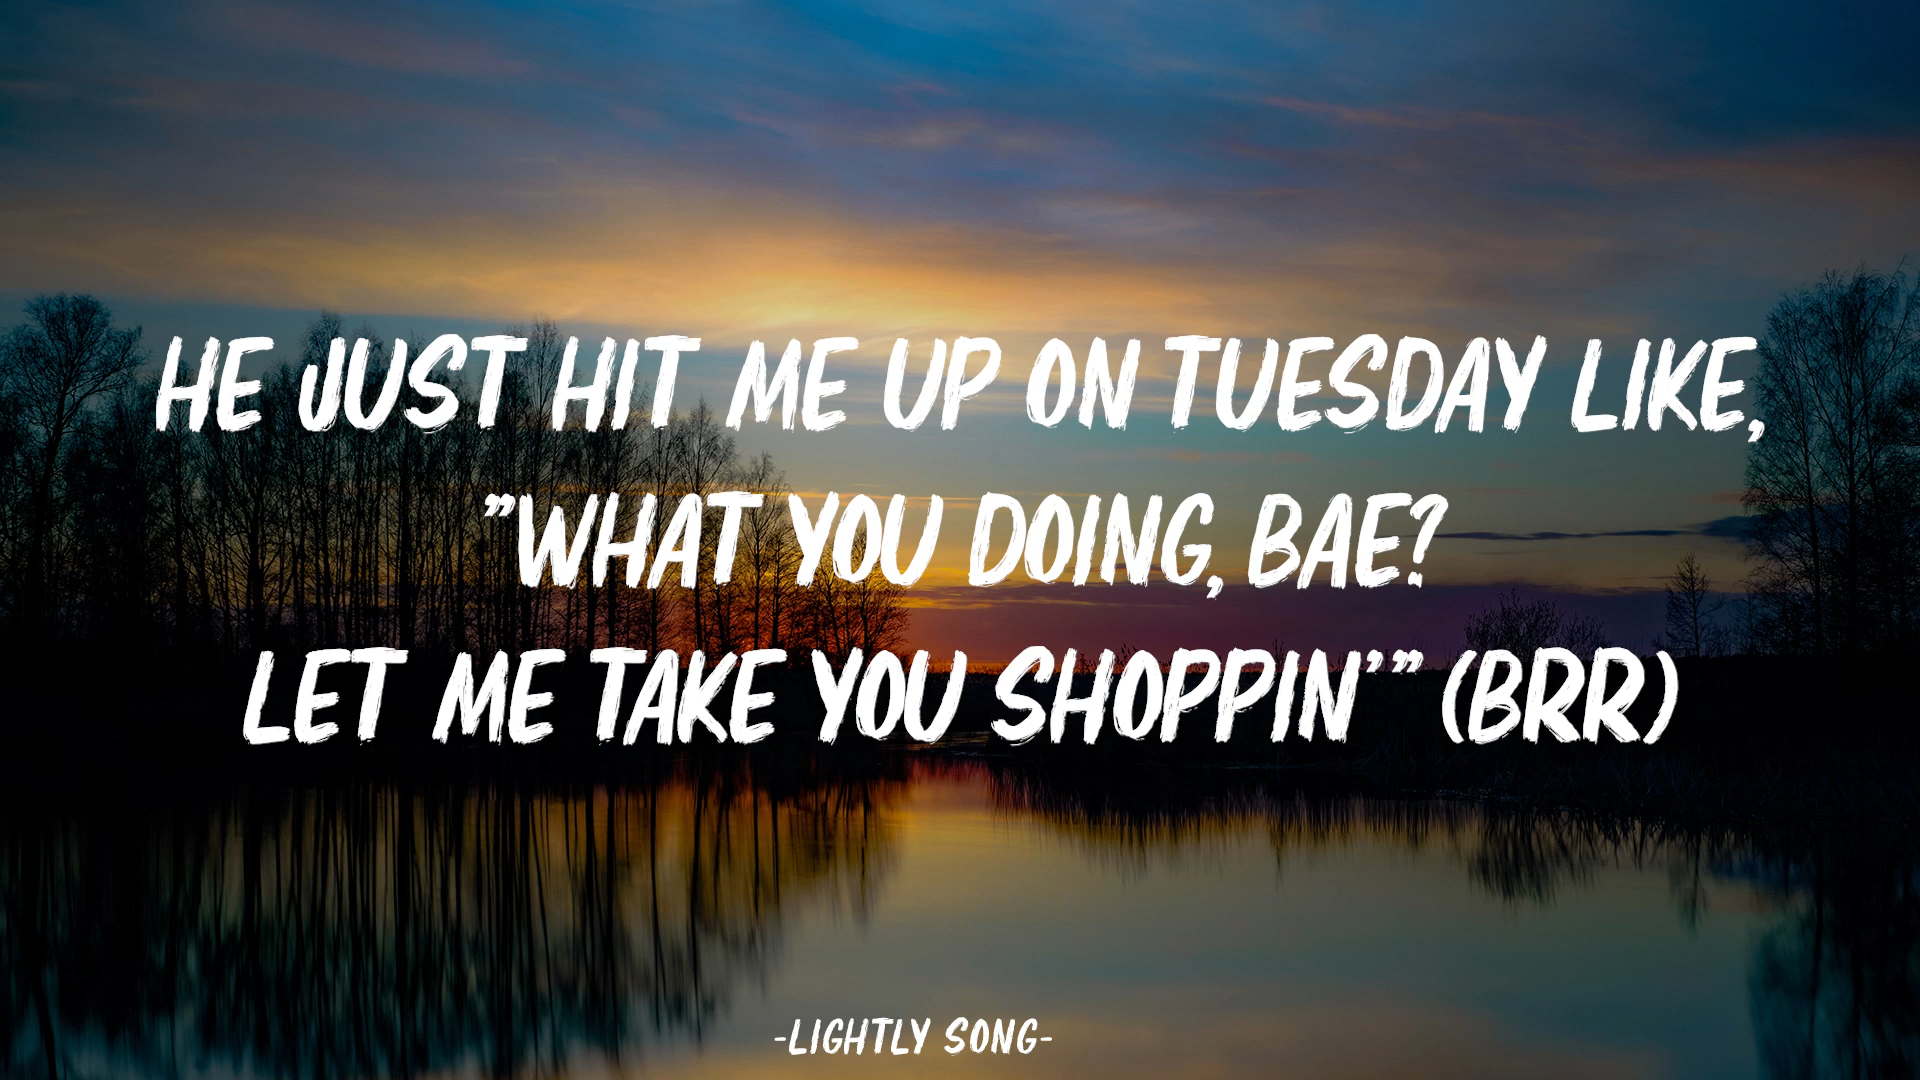 HE JUST HIT ME UP ON TUESDAY LIKE,
"WHAT YOU DOING, BAE?
LET ME TAKE YOU SHOPPIN'" (BRR)
-LIGHTLY SONG-